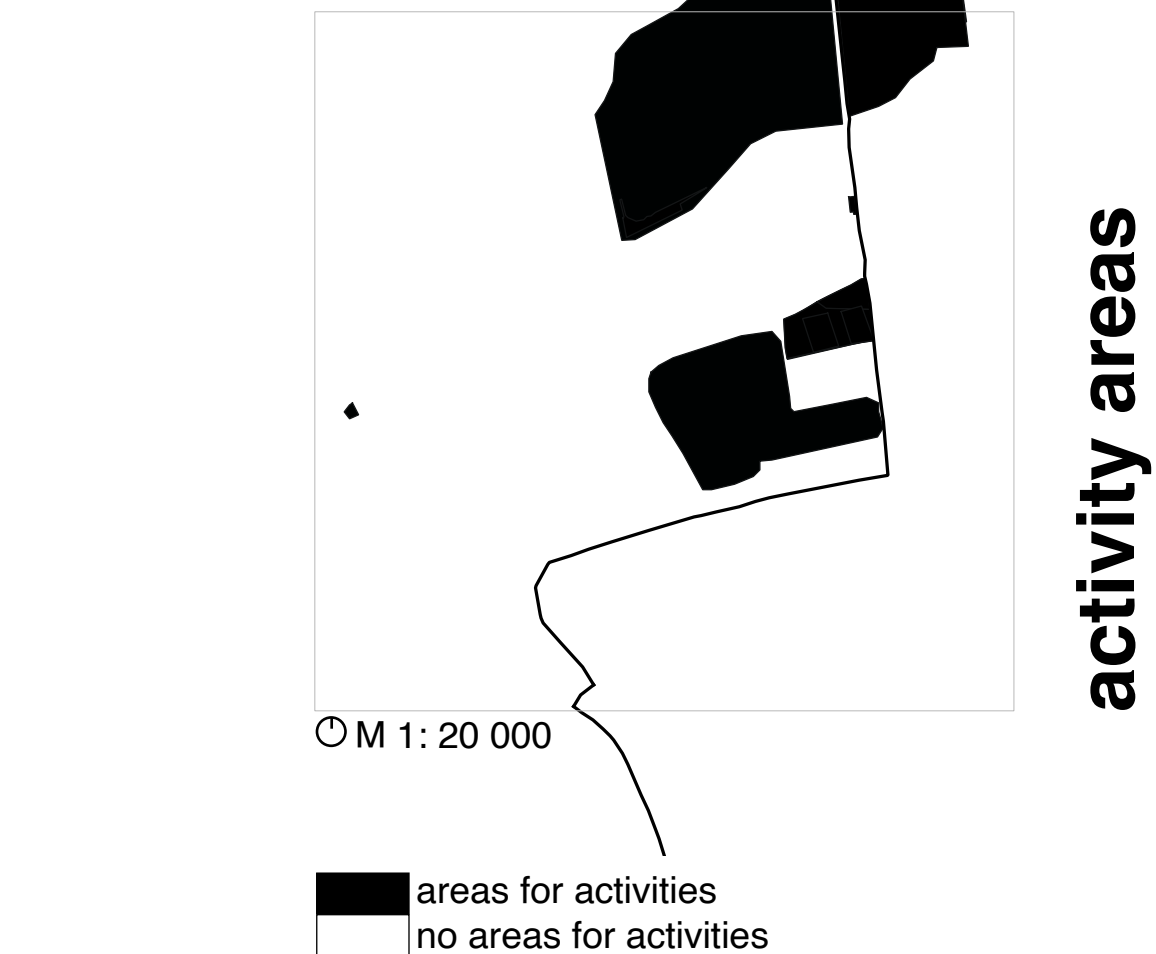 activity areas
M 1: 20 000
areas for activities
no areas for activities